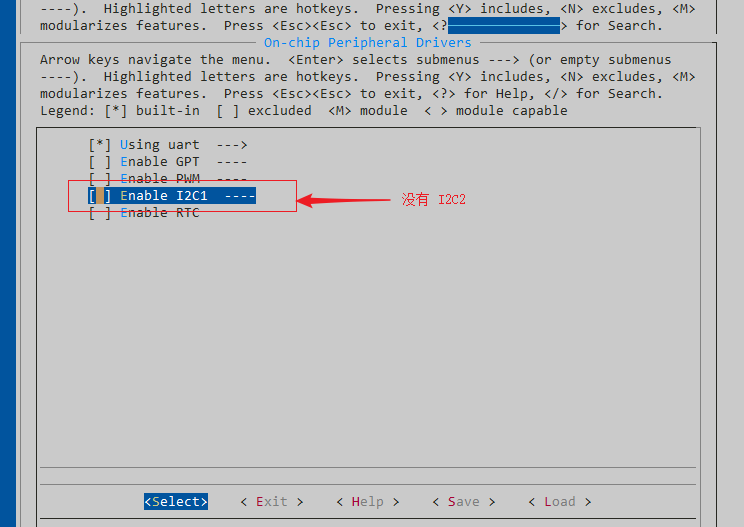 ----).  Highlighted letters are hotkeys.  Pressing <Y> includes, <N> excludes, <M>
modularizes features.  Press <Esc><Esc> to exit, <?> for Search.
On-chip Peripheral Drivers
Arrow keys navigate the menu.  <Enter> selects submenus ---> (or empty submenus
----).  Highlighted letters are hotkeys.  Pressing <Y> includes, <N> excludes, <M>
modularizes features.  Press <Esc><Esc> to exit, <?> for Help, </> for Search.
Legend: [*] built-in  [ ] excluded  <M> module  < > module capable
[*] Using uart  --->
[ ] Enable GPT  ----
[ ] Enable PWM  ----
[ ] Enable I2C1  ----
没有 I2C2
[ ] Enable RTC
<Select>    < Exit >    < Help >    < Save >    < Load >